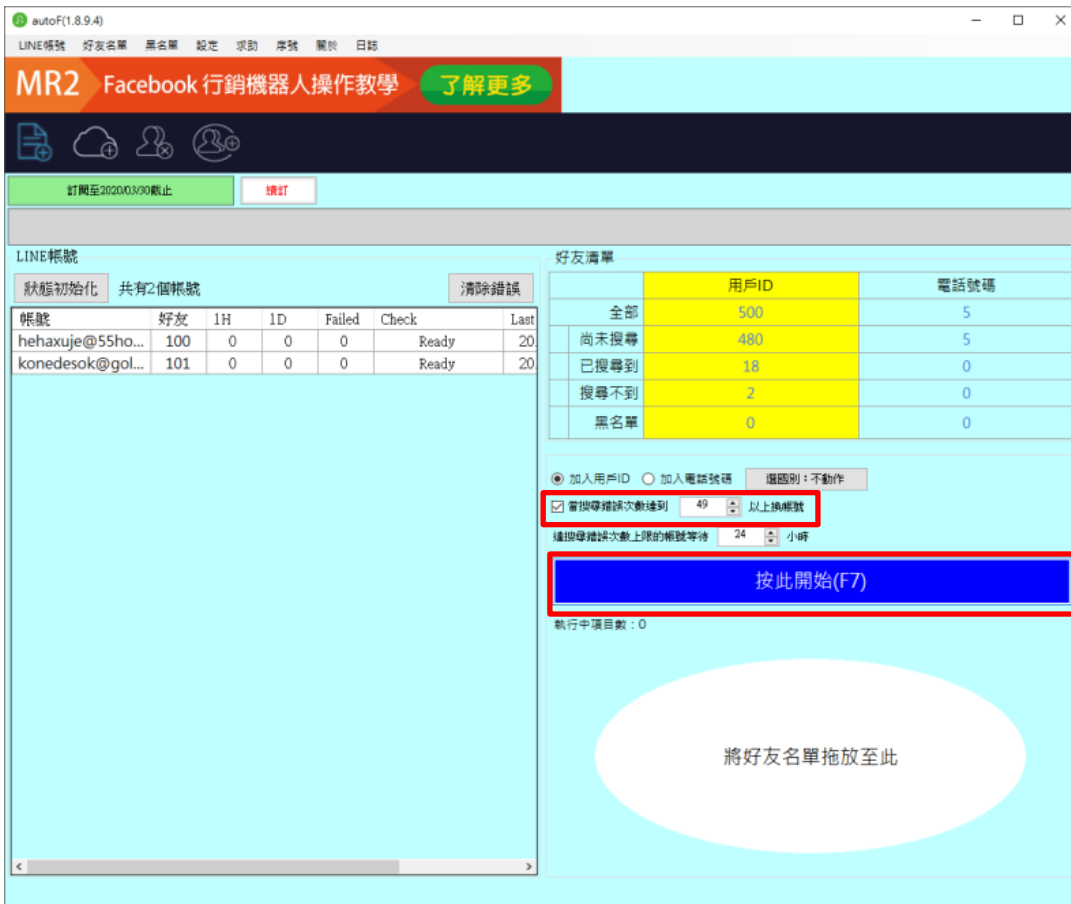 autoF(1.8.9.4)
LINE帳號 好友名單 黑名單 設定 求助 序號 關於 日誌
MR2 Facebook 行銷機器人操作教學 了解更多
訂閱至2020/03/30截止 續訂
LINE帳號 好友清單
狀態初始化 共有2個帳號 清除錯誤
帳號 好友 1H 1D Failed Check Last
hehaxuje@55ho... 100 0 0 0 Ready 20
konedesok@gol... 101 0 0 0 Ready 20
用戶ID 電話號碼
全部 500 5
尚未搜尋 480 5
已搜尋到 18 0
搜尋不到 2 0
黑名單 0 0
加入用戶ID 加入電話號碼 選國別：不動作
當搜尋錯誤次數達到 49 以上換帳號
達搜尋錯誤次數上限的帳號等待 24 小時
按此開始(F7)
執行中項目數：0
將好友名單拖放至此